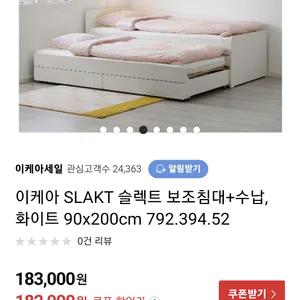 이케아세일 관심고객수 24,363 알림받기
이케아 SLAKT 슬렉트 보조침대+수납,
화이트 90x200cm 792.394.52
0건 리뷰
183,000원
쿠폰받기 >